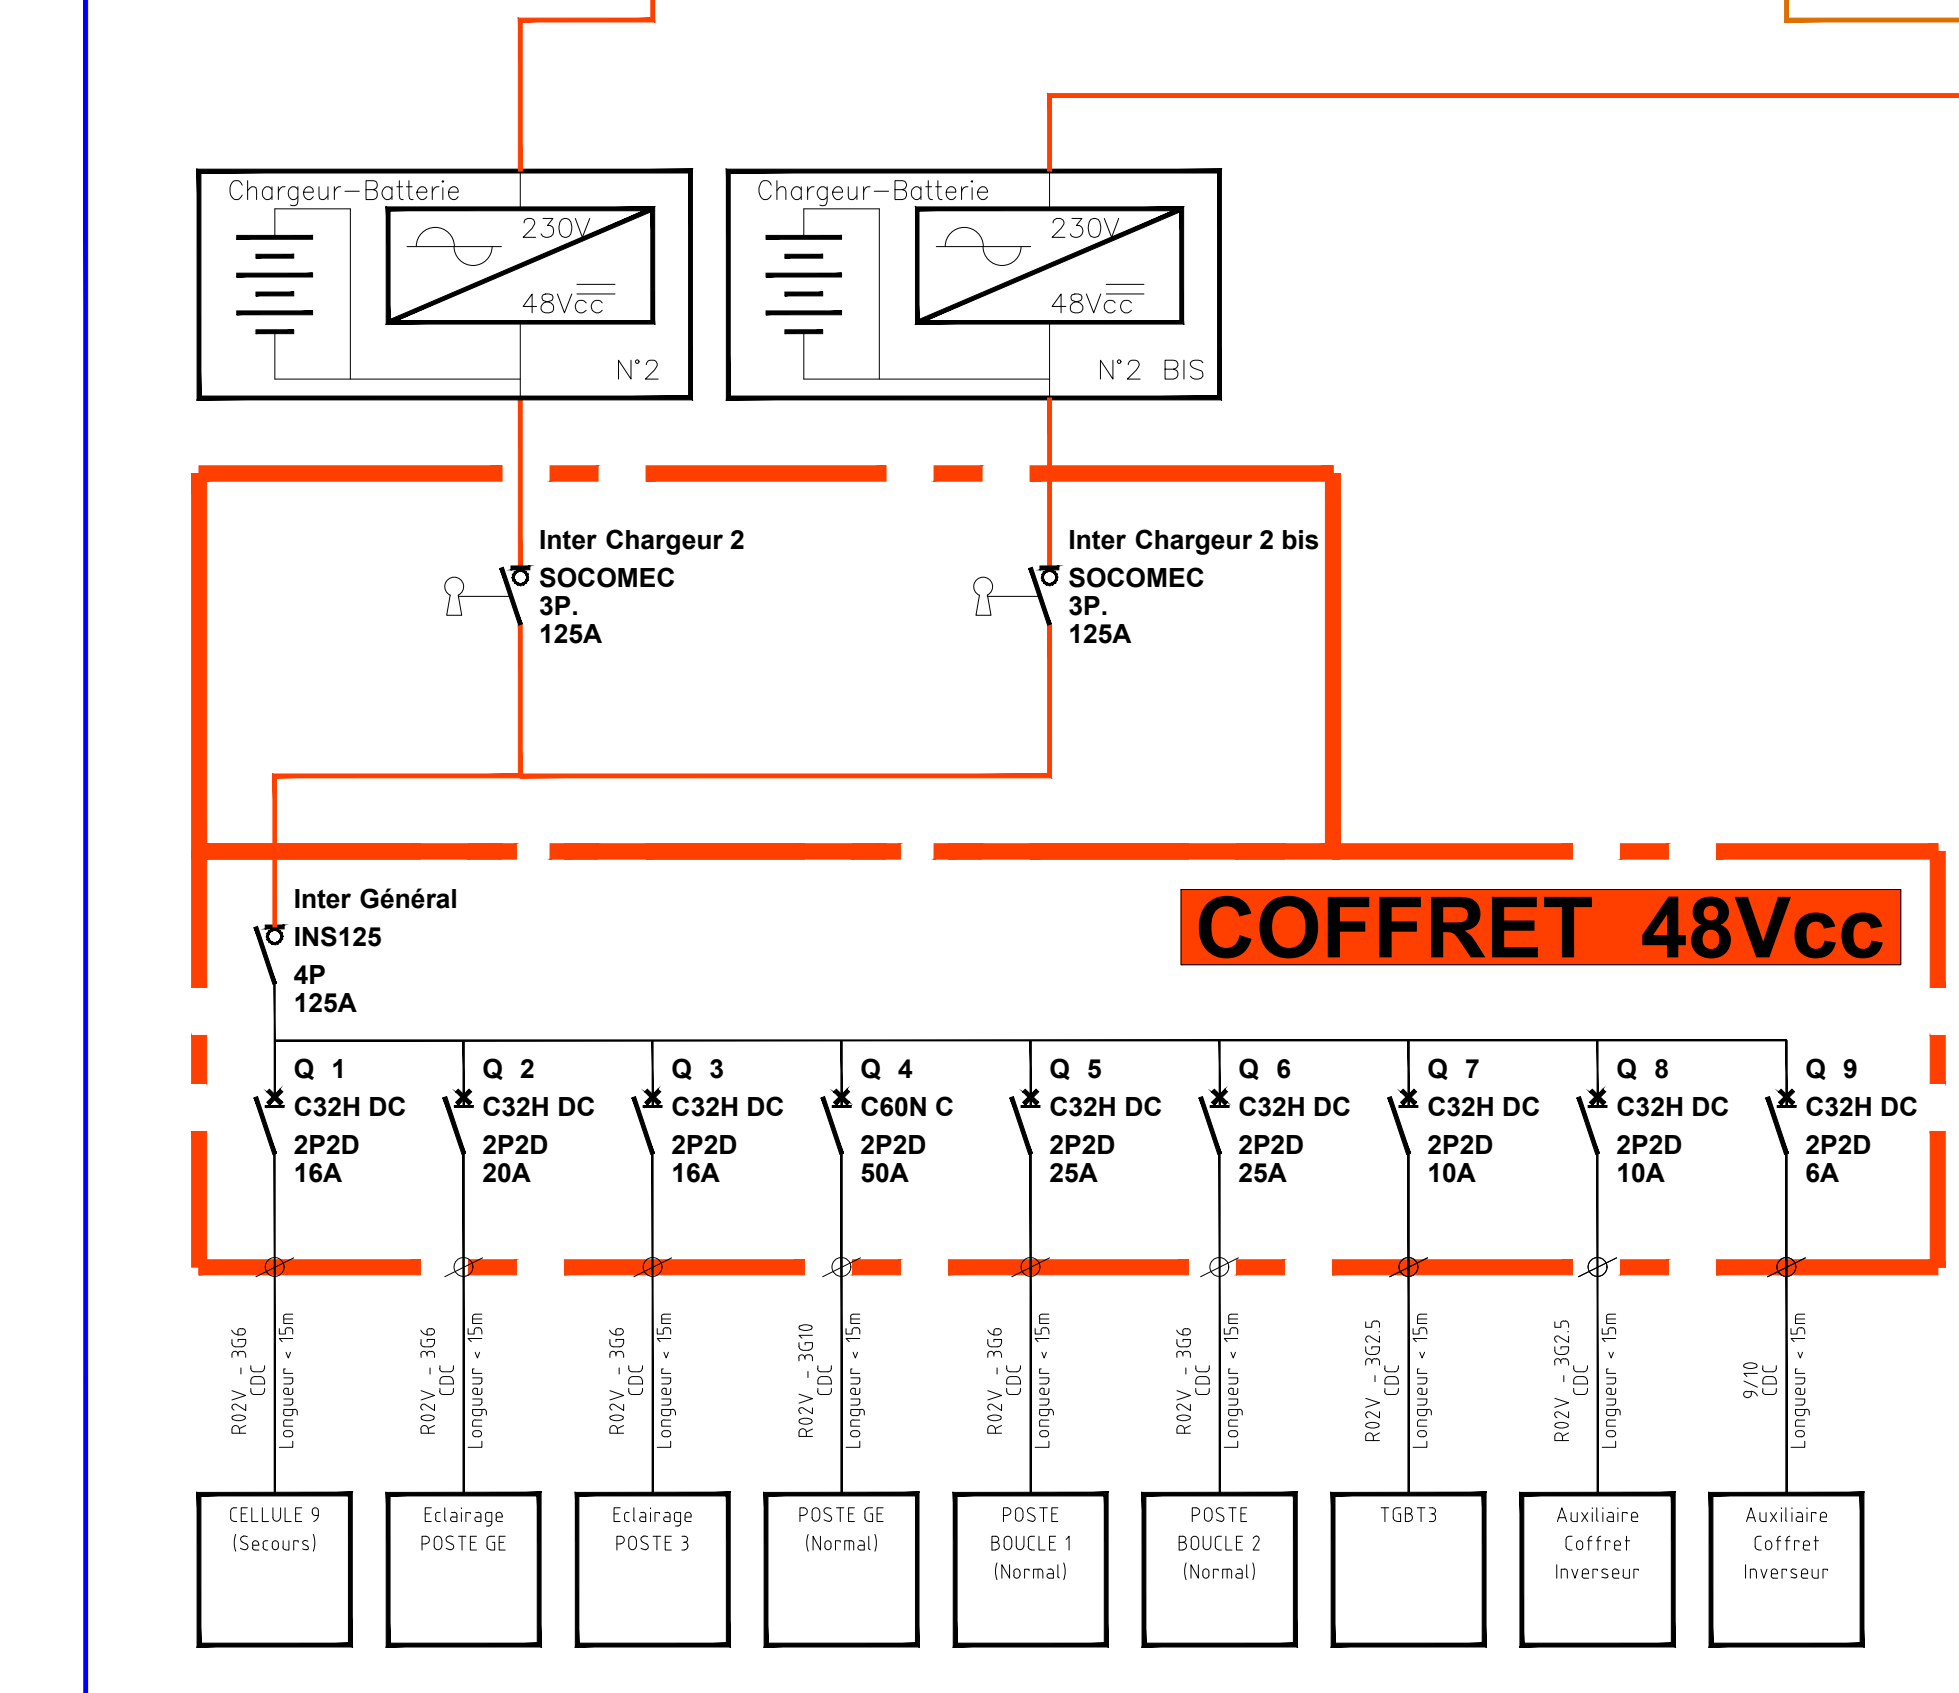 Chargeur-Batterie
230V
48Vcc
N°2
Chargeur-Batterie
230V
48Vcc
N°2 BIS
Inter Chargeur 2
SOCOMEC
3P.
125A
Inter Chargeur 2 bis
SOCOMEC
3P.
125A
Inter Général
INS125
4P
125A
COFFRET 48Vcc
Q 1
C32H DC
2P2D
16A
Q 2
C32H DC
2P2D
20A
Q 3
C32H DC
2P2D
16A
Q 4
C60N C
2P2D
50A
Q 5
C32H DC
2P2D
25A
Q 6
C32H DC
2P2D
25A
Q 7
C32H DC
2P2D
10A
Q 8
C32H DC
2P2D
10A
Q 9
C32H DC
2P2D
6A
R02V - 3G6
CDC
Longueur < 15m
R02V - 3G6
CDC
Longueur < 15m
R02V - 3G6
CDC
Longueur < 15m
R02V - 3G10
CDC
Longueur < 15m
R02V - 3G6
CDC
Longueur < 15m
R02V - 3G6
CDC
Longueur < 15m
R02V - 3G2.5
CDC
Longueur < 15m
R02V - 3G2.5
CDC
Longueur < 15m
9/10
CDC
Longueur < 15m
CELLULE 9
(Secours)
Eclairage
POSTE GE
Eclairage
POSTE 3
POSTE GE
(Normal)
POSTE
BOUCLE 1
(Normal)
POSTE
BOUCLE 2
(Normal)
TGBT3
Auxiliaire
Coffret
Inverseur
Auxiliaire
Coffret
Inverseur